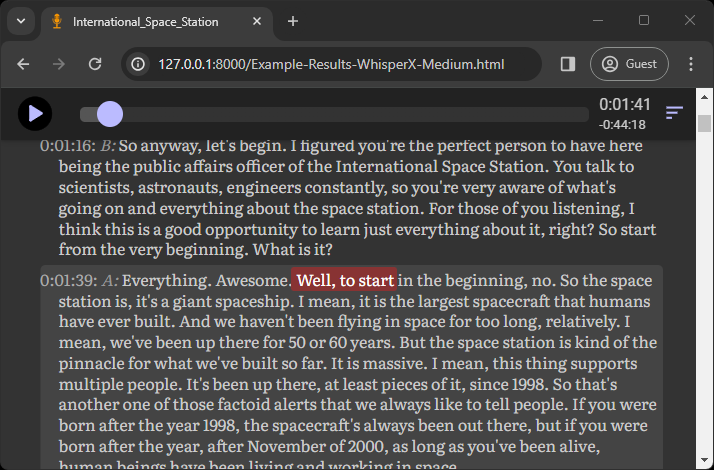 International_Space_Station
127.0.0.1:8000/Example-Results-WhisperX-Medium.html
Guest
0:01:41
-0:44:18
0:01:16: B: So anyway, let's begin. I figured you're the perfect person to have here
being the public affairs officer of the International Space Station. You talk to
scientists, astronauts, engineers constantly, so you're very aware of what's
going on and everything about the space station. For those of you listening, I
think this is a good opportunity to learn just everything about it, right? So start
from the very beginning. What is it?
0:01:39: A: Everything. Awesome. Well, to start in the beginning, no. So the space
station is, it's a giant spaceship. I mean, it is the largest spacecraft that humans
have ever built. And we haven't been flying in space for too long, relatively. I
mean, we've been up there for 50 or 60 years. But the space station is kind of the
pinnacle for what we've built so far. It is massive. I mean, this thing supports
multiple people. It's been up there, at least pieces of it, since 1998. So that's
another one of those factoid alerts that we always like to tell people. If you were
born after the year 1998, the spacecraft's always been out there, but if you were
born after the year, after November of 2000, as long as you've been alive,
human beings have been living and working in space.